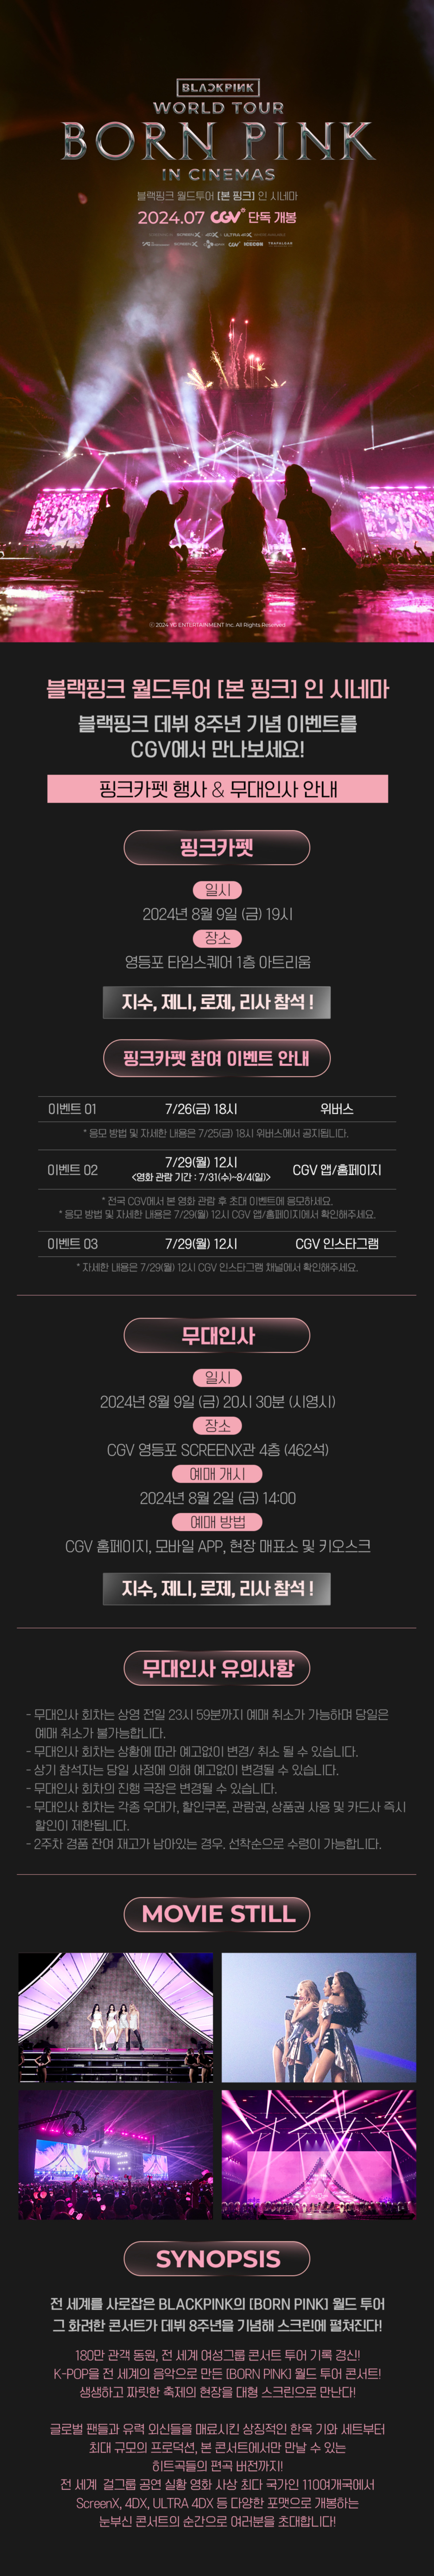 BLACKPINK
WORLD TOUR
BORN PINK
IN CINEMAS
블랙핑크 월드투어 [본 핑크] 인 시네마
2024.07 CGV 단독 개봉
ⓒ 2024 YG ENTERTAINMENT Inc. All Rights Reserved.
블랙핑크 월드투어 [본 핑크] 인 시네마
블랙핑크 데뷔 8주년 기념 이벤트를
CGV에서 만나보세요!
핑크카펫 행사 & 무대인사 안내
핑크카펫
일시
2024년 8월 9일 (금) 19시
장소
영등포 타임스퀘어 1층 아트리움
지수, 제니, 로제, 리사 참석 !
핑크카펫 참여 이벤트 안내
이벤트 01 7/26(금) 18시 위버스
* 응모 방법 및 자세한 내용은 7/25(금) 18시 위버스에서 공지됩니다.
이벤트 02 7/29(월) 12시 CGV 앱/홈페이지
<영화 관람 기간 : 7/31(수)~8/4(일)>
* 전국 CGV에서 본 영화 관람 후 초대 이벤트에 응모하세요.
* 응모 방법 및 자세한 내용은 7/29(월) 12시 CGV 앱/홈페이지에서 확인해주세요.
이벤트 03 7/29(월) 12시 CGV 인스타그램
* 자세한 내용은 7/29(월) 12시 CGV 인스타그램 채널에서 확인해주세요.
무대인사
일시
2024년 8월 9일 (금) 20시 30분 (시영시)
장소
CGV 영등포 SCREENX관 4층 (462석)
예매 개시
2024년 8월 2일 (금) 14:00
예매 방법
CGV 홈페이지, 모바일 APP, 현장 매표소 및 키오스크
지수, 제니, 로제, 리사 참석 !
무대인사 유의사항
- 무대인사 회차는 상영 전일 23시 59분까지 예매 취소가 가능하며 당일은
예매 취소가 불가능합니다.
- 무대인사 회차는 상황에 따라 예고없이 변경/ 취소 될 수 있습니다.
- 상기 참석자는 당일 사정에 의해 예고없이 변경될 수 있습니다.
- 무대인사 회차의 진행 극장은 변경될 수 있습니다.
- 무대인사 회차는 각종 우대가, 할인쿠폰, 관람권, 상품권 사용 및 카드사 즉시
할인이 제한됩니다.
- 2주차 경품 잔여 재고가 남아있는 경우, 선착순으로 수령이 가능합니다.
MOVIE STILL
SYNOPSIS
전 세계를 사로잡은 BLACKPINK의 [BORN PINK] 월드 투어
그 화려한 콘서트가 데뷔 8주년을 기념해 스크린에 펼쳐진다!
180만 관객 동원, 전 세계 여성그룹 콘서트 투어 기록 경신!
K-POP을 전 세계의 음악으로 만든 [BORN PINK] 월드 투어 콘서트!
생생하고 짜릿한 축제의 현장을 대형 스크린으로 만난다!
글로벌 팬들과 유력 외신들을 매료시킨 상징적인 한옥 기와 세트부터
최대 규모의 프로덕션, 본 콘서트에서만 만날 수 있는
히트곡들의 편곡 버전까지!
전 세계 걸그룹 공연 실황 영화 사상 최다 국가인 110여개국에서
ScreenX, 4DX, ULTRA 4DX 등 다양한 포맷으로 개봉하는
눈부신 콘서트의 순간으로 여러분을 초대합니다!